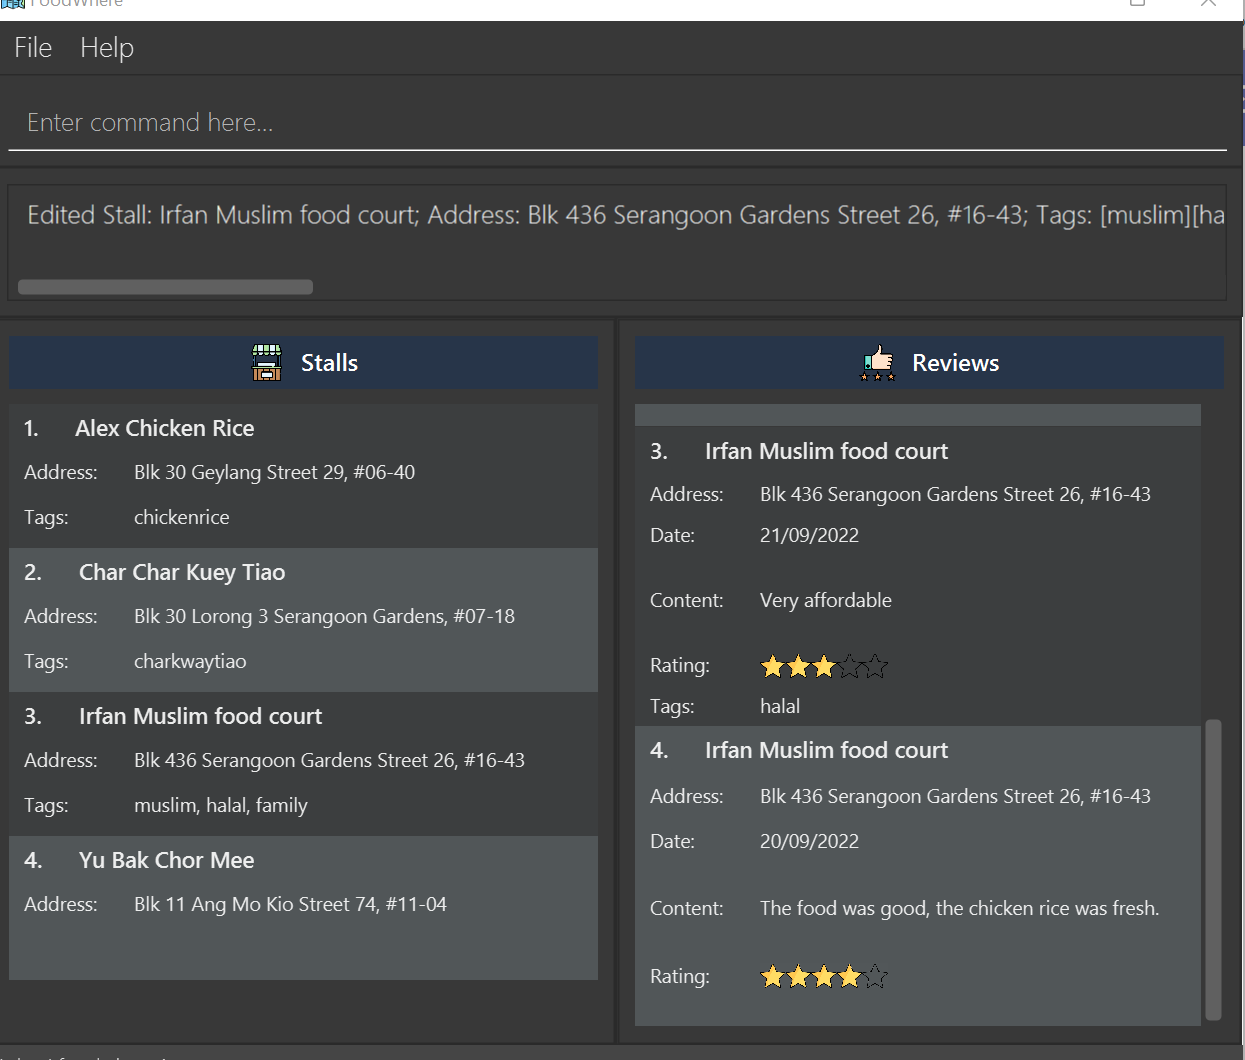 FoodWhere
File Help
Enter command here...
Edited Stall: Irfan Muslim food court; Address: Blk 436 Serangoon Gardens Street 26, #16-43; Tags: [muslim][ha
Stalls
1. Alex Chicken Rice
Address: Blk 30 Geylang Street 29, #06-40
Tags: chickenrice
2. Char Char Kuey Tiao
Address: Blk 30 Lorong 3 Serangoon Gardens, #07-18
Tags: charkwaytiao
3. Irfan Muslim food court
Address: Blk 436 Serangoon Gardens Street 26, #16-43
Tags: muslim, halal, family
4. Yu Bak Chor Mee
Address: Blk 11 Ang Mo Kio Street 74, #11-04
Reviews
3. Irfan Muslim food court
Address: Blk 436 Serangoon Gardens Street 26, #16-43
Date: 21/09/2022
Content: Very affordable
Rating:
Tags: halal
4. Irfan Muslim food court
Address: Blk 436 Serangoon Gardens Street 26, #16-43
Date: 20/09/2022
Content: The food was good, the chicken rice was fresh.
Rating: